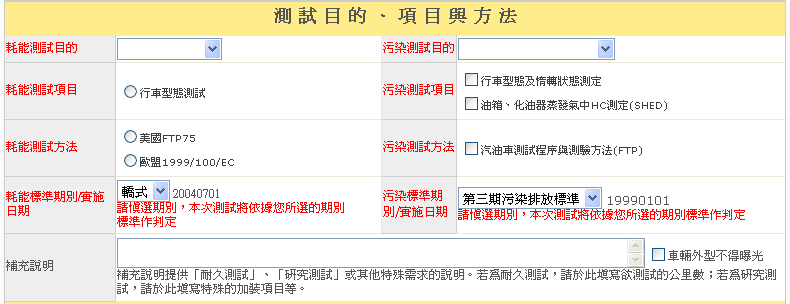 測試目的、項目與方法
耗能測試目的
污染測試目的
耗能測試項目
行車型態測試
污染測試項目
行車型態及惰轉狀態測定
油箱、化油器蒸發氣中HC測定(SHED)
耗能測試方法
美國FTP75
歐盟1999/100/EC
污染測試方法
汽油車測試程序與測驗方法(FTP)
耗能標準期別/實施
日期
轎式 20040701
請慎選期別，本次測試將依據您所選的期別
標準作判定
污染標準期
別/實施日期
第三期污染排放標準 19990101
請慎選期別，本次測試將依據您所選的期別標準作判定
補充說明
車輛外型不得曝光
補充說明提供「耐久測試」、「研究測試」或其他特殊需求的說明。若為耐久測試，請於此填寫欲測試的公里數；若為研究測
試，請於此填寫特殊的加裝項目等。